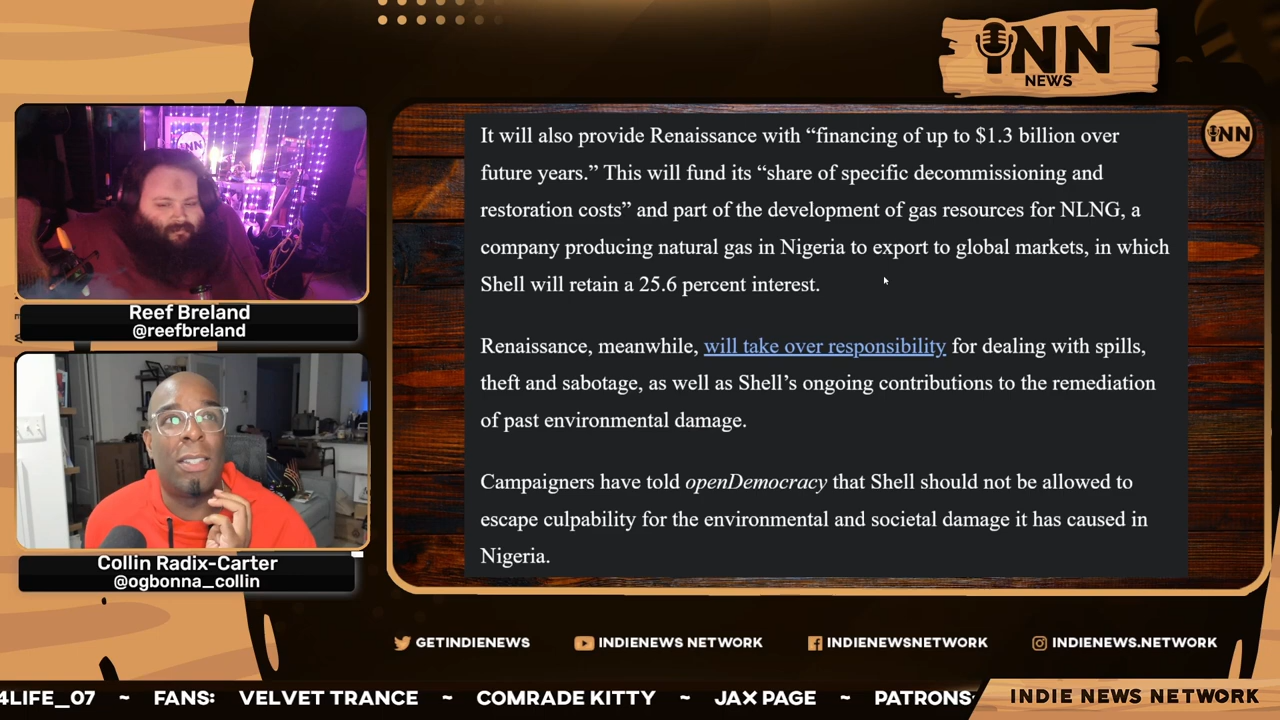 INN
NEWS
INN
It will also provide Renaissance with “financing of up to $1.3 billion over
future years.” This will fund its “share of specific decommissioning and
restoration costs” and part of the development of gas resources for NLNG, a
company producing natural gas in Nigeria to export to global markets, in which
Shell will retain a 25.6 percent interest.
Renaissance, meanwhile, will take over responsibility for dealing with spills,
theft and sabotage, as well as Shell’s ongoing contributions to the remediation
of past environmental damage.
Campaigners have told openDemocracy that Shell should not be allowed to
escape culpability for the environmental and societal damage it has caused in
Nigeria.
INN
Reef Breland
@reefbreland
Collin Radix-Carter
@ogbonna_collin
GETINDIENEWS
INDIENEWS NETWORK
INDIENEWSNETWORK
INDIENEWS.NETWORK
4LIFE_07 ~ FANS: VELVET TRANCE ~ COMRADE KITTY ~ JAX PAGE ~ PATRONS
INDIE NEWS NETWORK